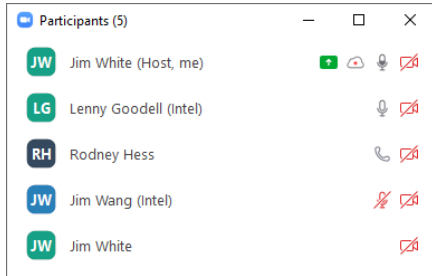 Participants (5)
JW Jim White (Host, me)
LG Lenny Goodell (Intel)
RH Rodney Hess
JW Jim Wang (Intel)
JW Jim White